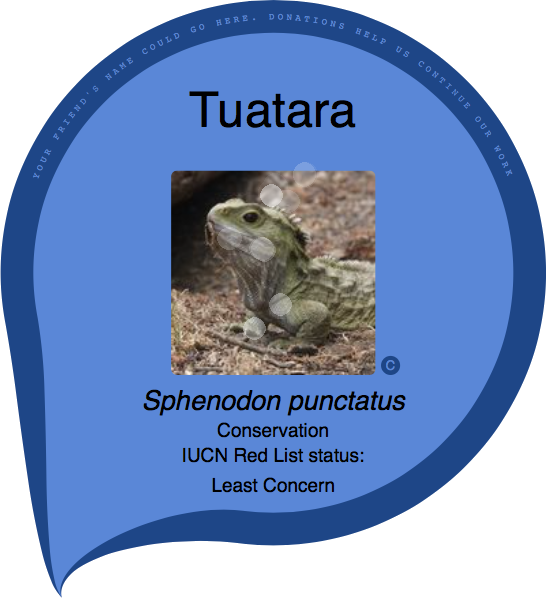 YOUR FRIEND'S NAME COULD GO HERE. DONATIONS HELP US CONTINUE OUR WORK
Tuatara
C
Sphenodon punctatus
Conservation
IUCN Red List status:
Least Concern